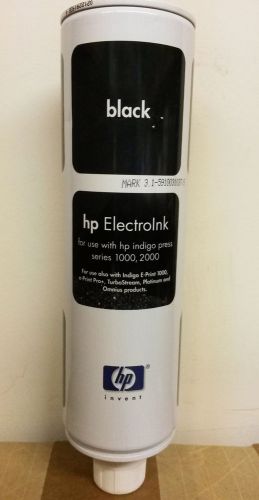 black
MARK 3.1-
hp ElectroInk
for use with hp indigo press
series 1000, 2000
For use also with Indigo E-Print 1000,
e-Print Pro+, TurboStream, Platinum and
Omnius products.
hp
invent